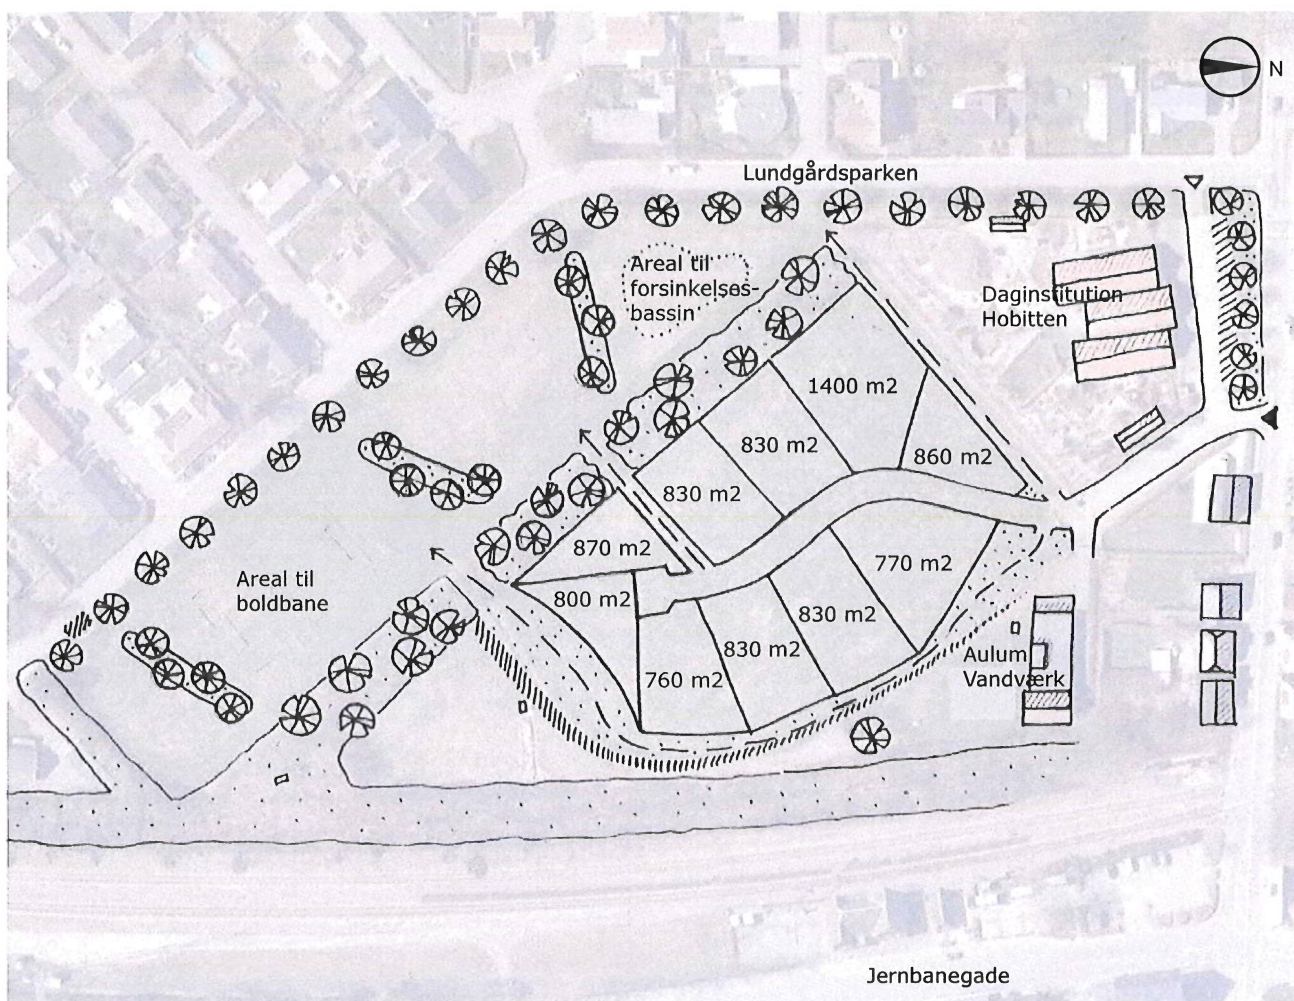 N
Lundgårdsparken
Areal til
forsinkelses-
bassin
Daginstitution
Hobitten
1400 m2
830 m2
860 m2
830 m2
870 m2
770 m2
800 m2
830 m2
830 m2
760 m2
Areal til
boldbane
Aulum
Vandværk
Jernbanegade